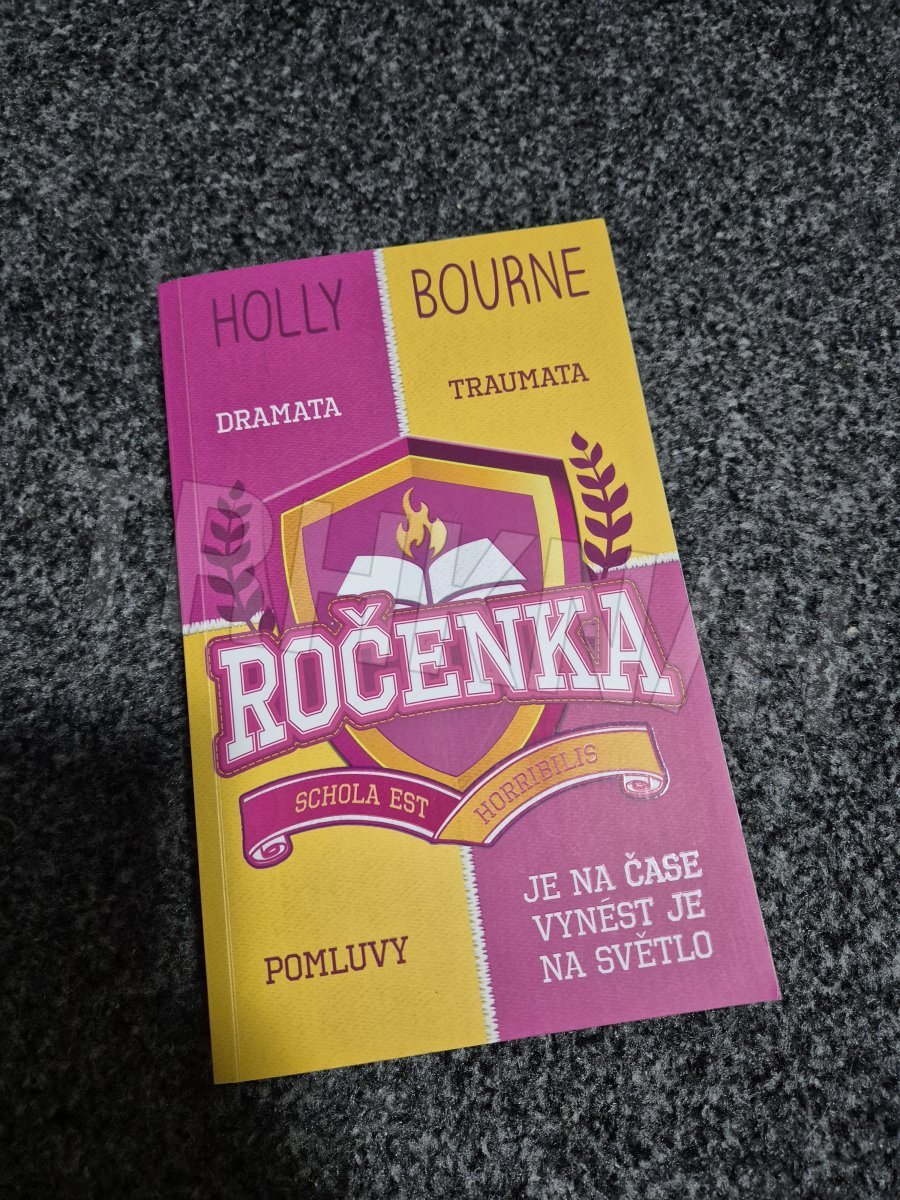 HOLLY BOURNE
DRAMATA
TRAUMATA
ROČENKA
SCHOLA EST HORRIBILIS
POMLUVY
JE NA ČASE
VYNÉST JE
NA SVĚTLO